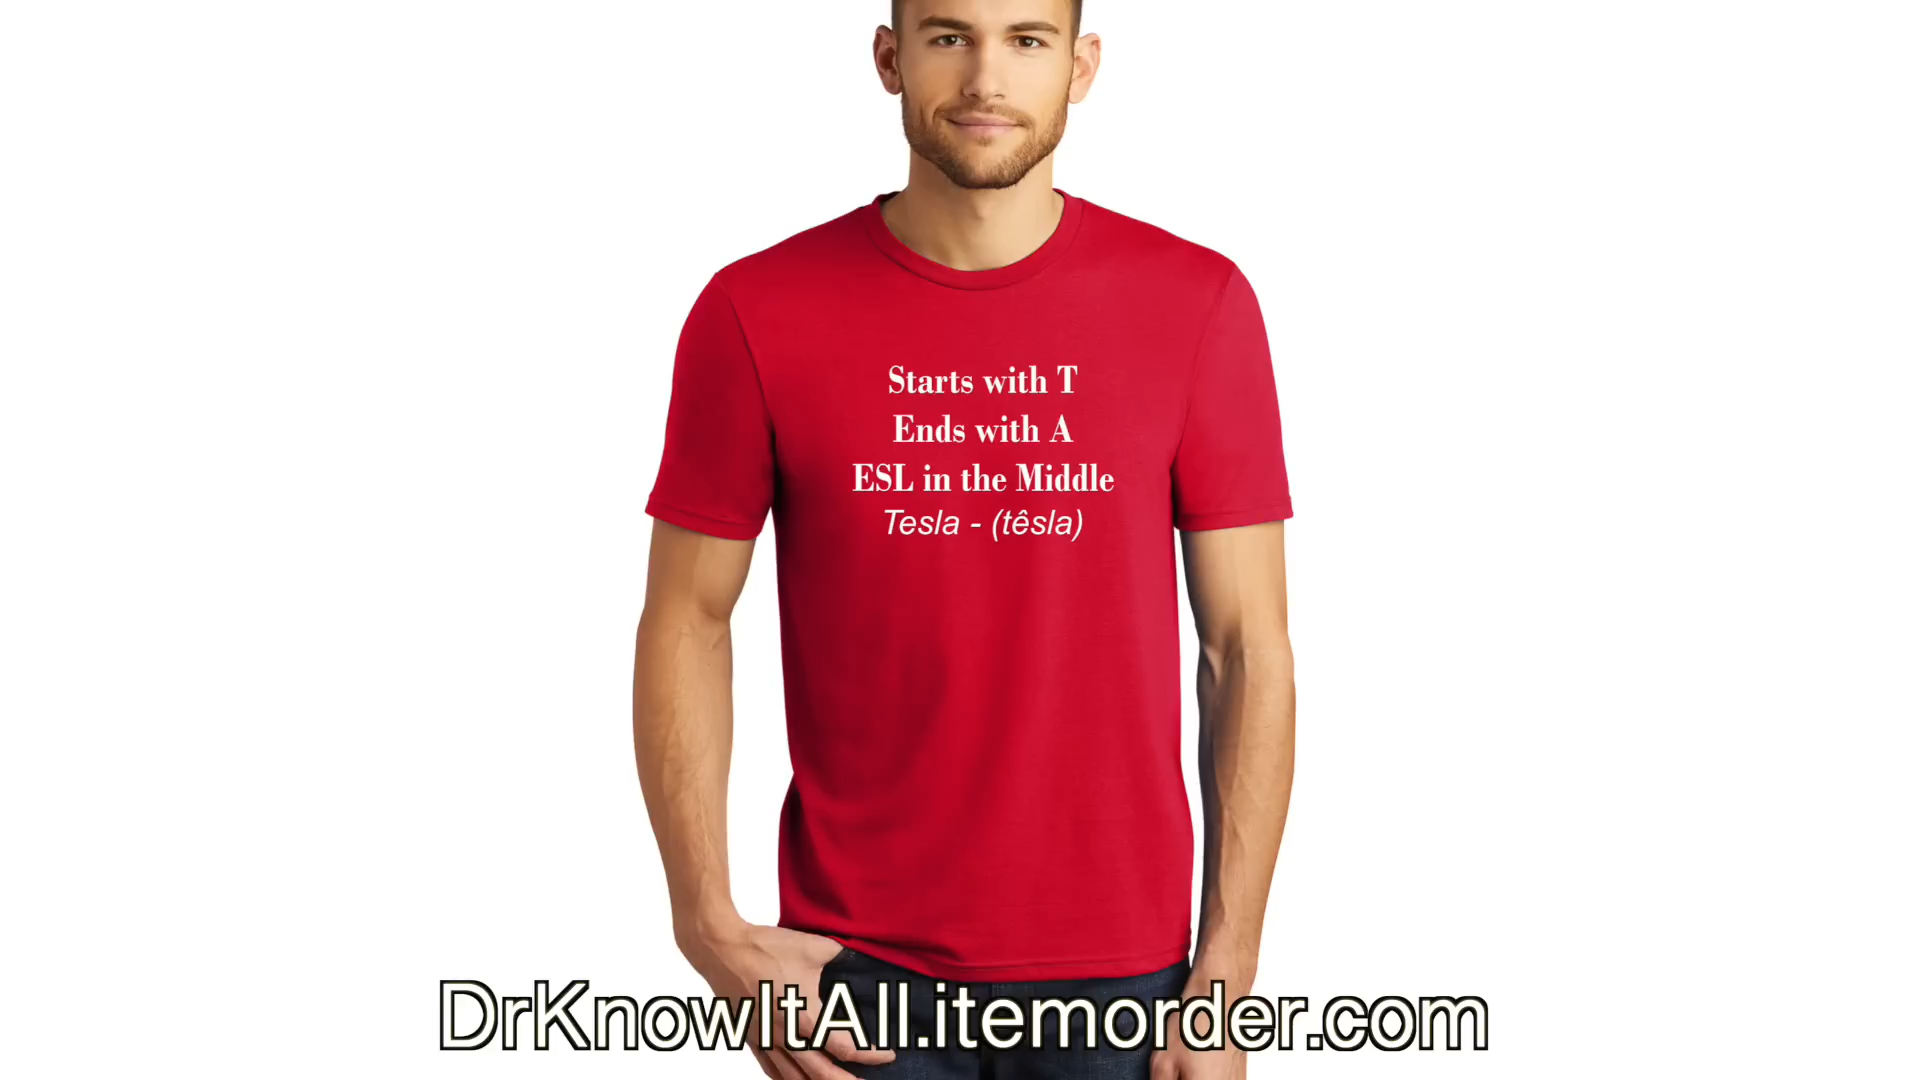 Starts with T
Ends with A
ESL in the Middle
Tesla - (têsla)
DrKnowItAll.itemorder.com